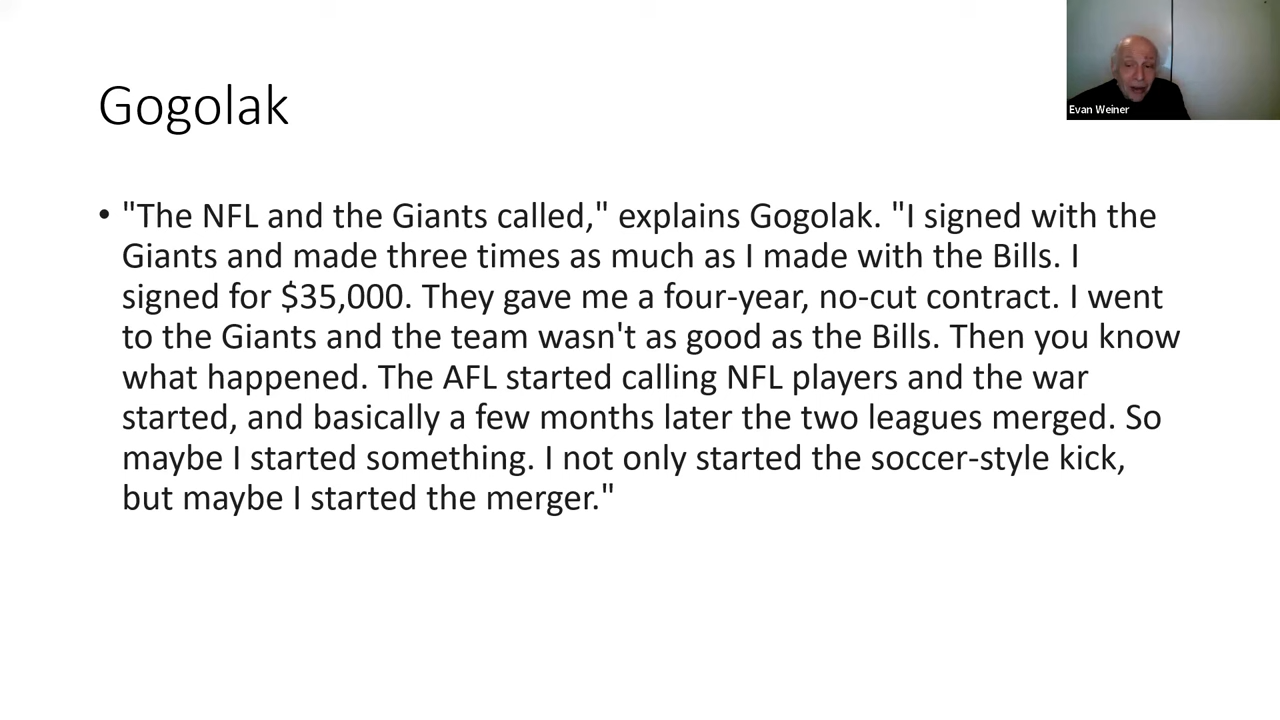 Gogolak
Evan Weiner
• "The NFL and the Giants called," explains Gogolak. "I signed with the
Giants and made three times as much as I made with the Bills. I
signed for $35,000. They gave me a four-year, no-cut contract. I went
to the Giants and the team wasn't as good as the Bills. Then you know
what happened. The AFL started calling NFL players and the war
started, and basically a few months later the two leagues merged. So
maybe I started something. I not only started the soccer-style kick,
but maybe I started the merger."